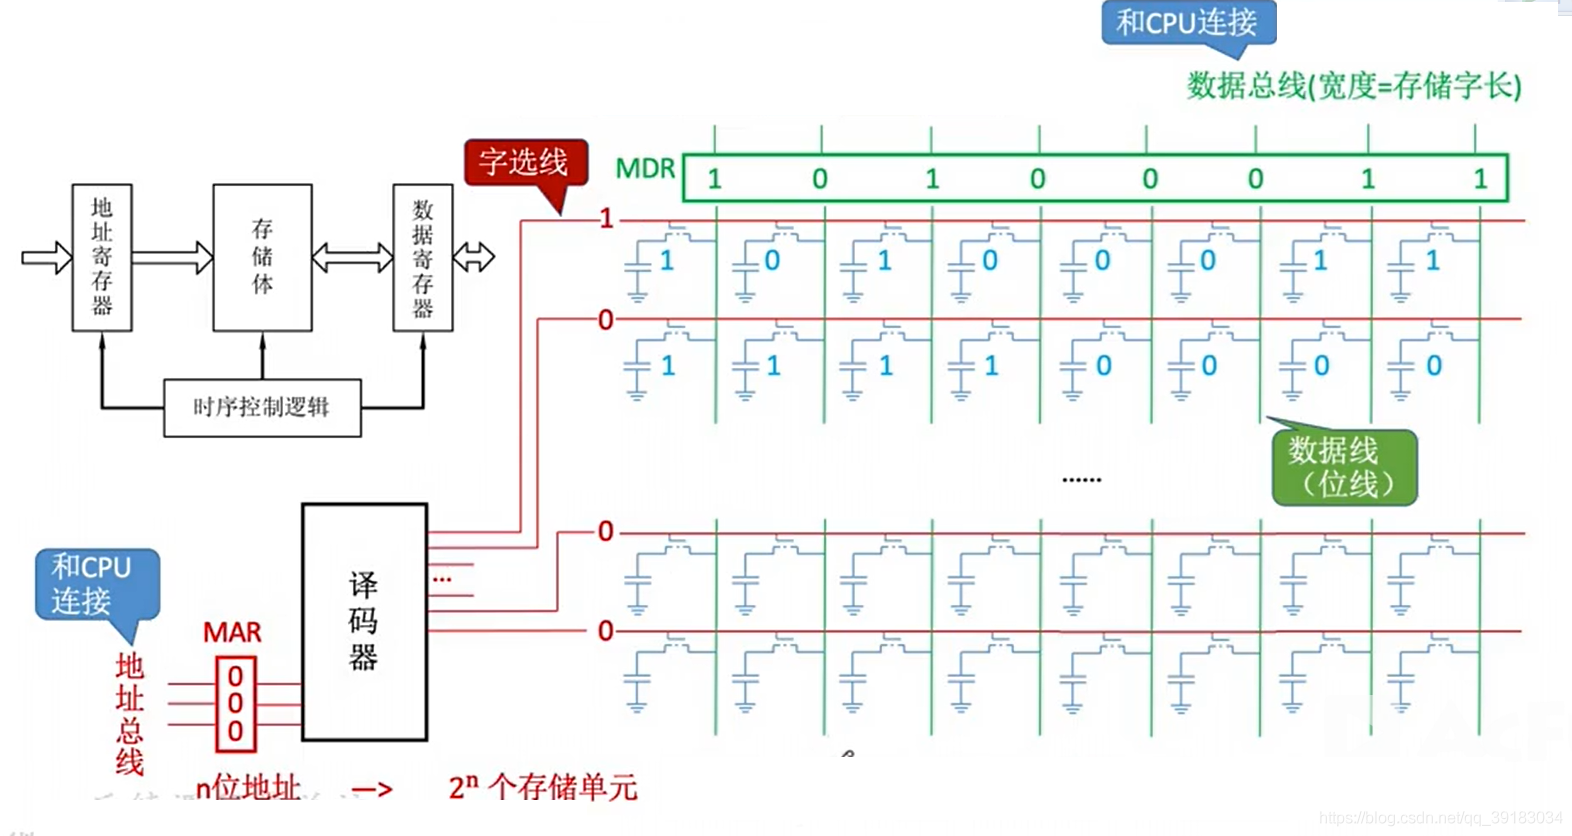 和CPU连接
数据总线(宽度=存储字长)
字选线
MDR
1 0 1 0 0 0 1 1
地址寄存器
存储体
数据寄存器
时序控制逻辑
1
1 0 1 0 0 0 1 1
0
1 1 1 1 0 0 0 0
数据线
（位线）
......
0
0
和CPU
连接
译码器
...
MAR
地址总线
0
0
0
n位地址 —> 2ⁿ 个存储单元
https://blog.csdn.net/qq_39183034